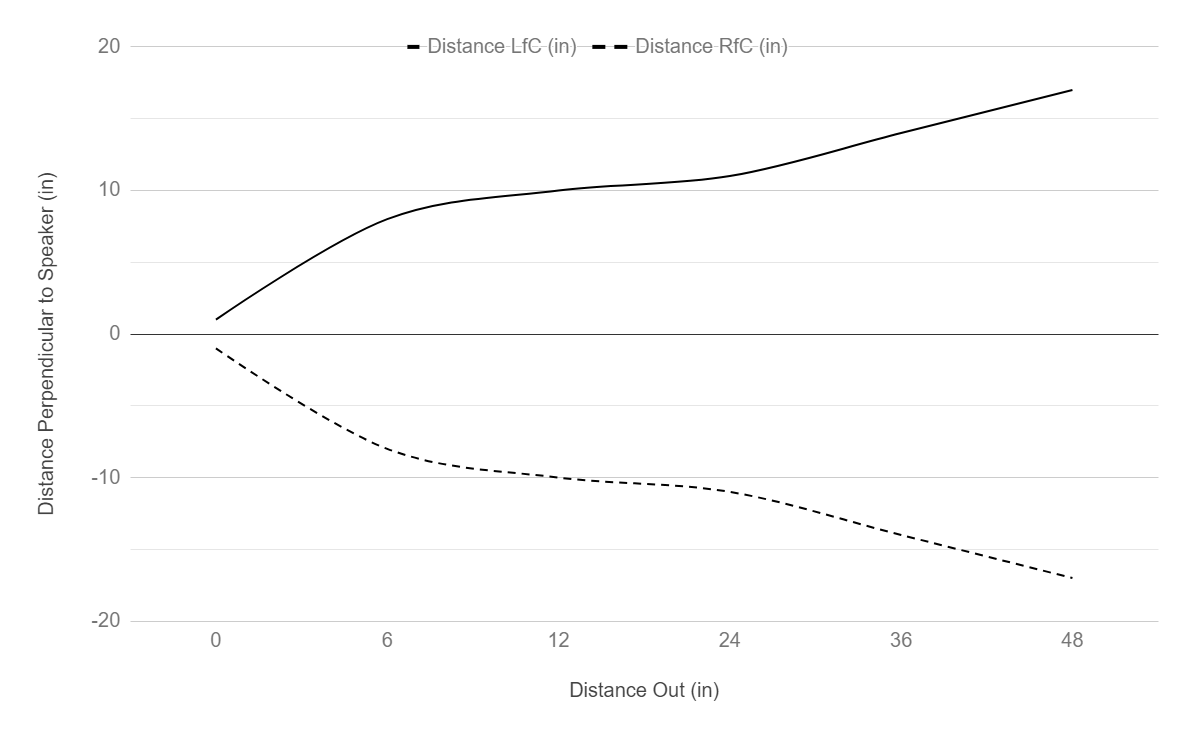 Distance LfC (in) Distance RfC (in)
20
10
0
-10
-20
Distance Perpendicular to Speaker (in)
0 6 12 24 36 48
Distance Out (in)